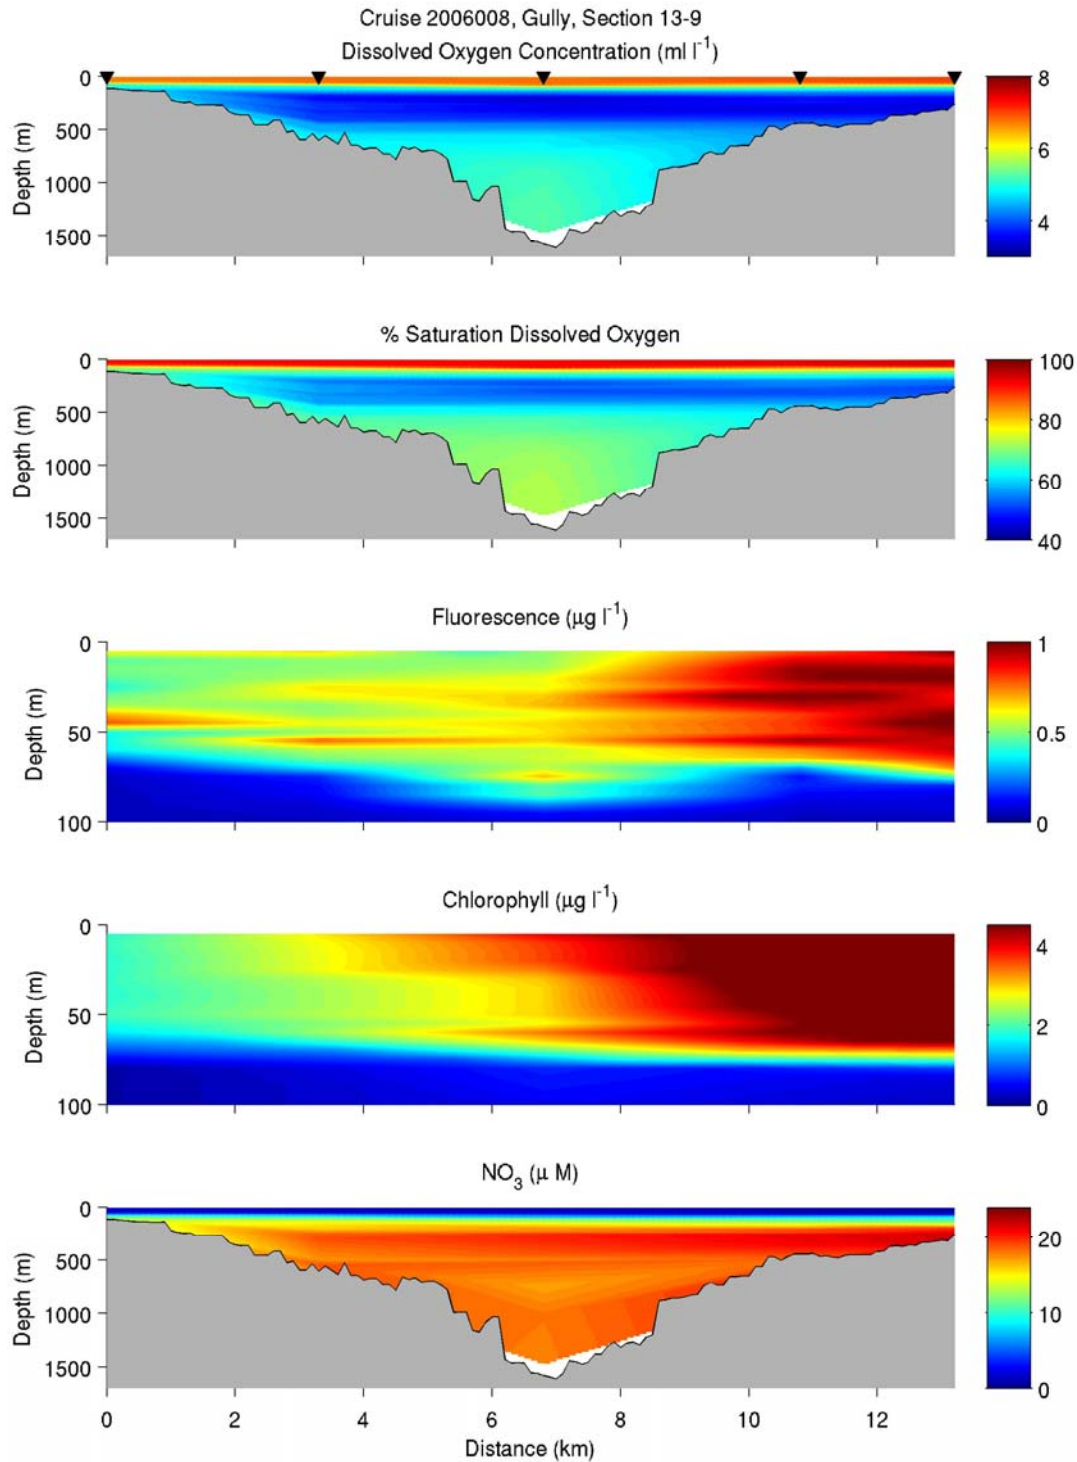 Cruise 2006008, Gully, Section 13-9
Dissolved Oxygen Concentration (ml l⁻¹)
0
500
1000
1500
Depth (m)
8
6
4
% Saturation Dissolved Oxygen
0
500
1000
1500
Depth (m)
100
80
60
40
Fluorescence (μg l⁻¹)
0
50
100
Depth (m)
1
0.5
0
Chlorophyll (μg l⁻¹)
0
50
100
Depth (m)
4
2
0
NO₃ (μ M)
0
500
1000
1500
Depth (m)
20
10
0
0 2 4 6 8 10 12
Distance (km)